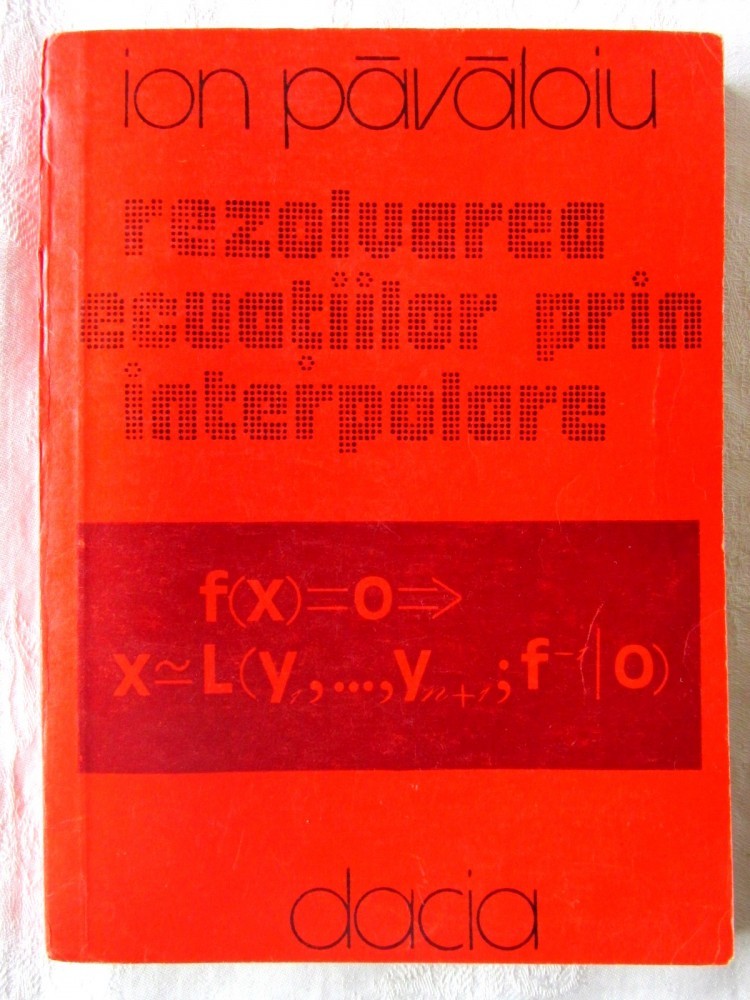 ion păvăloiu
rezolvarea
ecuațiilor prin
interpolare
f(x)=0⇒
x≃L(y₁,...,yₙ₊₁;f⁻¹|0)
dacia